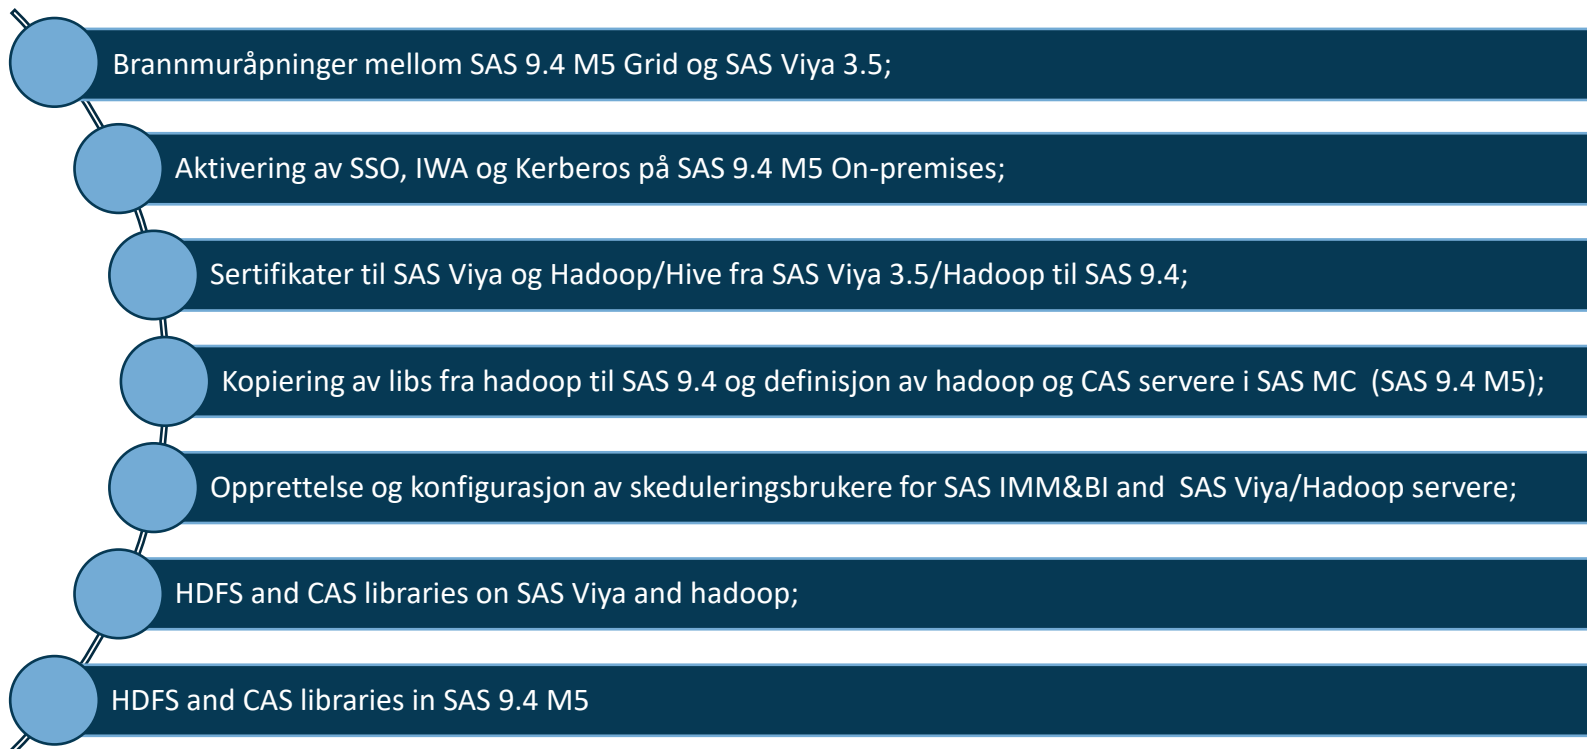 Brannmuråpninger mellom SAS 9.4 M5 Grid og SAS Viya 3.5;
Aktivering av SSO, IWA og Kerberos på SAS 9.4 M5 On-premises;
Sertifikater til SAS Viya og Hadoop/Hive fra SAS Viya 3.5/Hadoop til SAS 9.4;
Kopiering av libs fra hadoop til SAS 9.4 og definisjon av hadoop og CAS servere i SAS MC  (SAS 9.4 M5);
Opprettelse og konfigurasjon av skeduleringsbrukere for SAS IMM&BI and  SAS Viya/Hadoop servere;
HDFS and CAS libraries on SAS Viya and hadoop;
HDFS and CAS libraries in SAS 9.4 M5